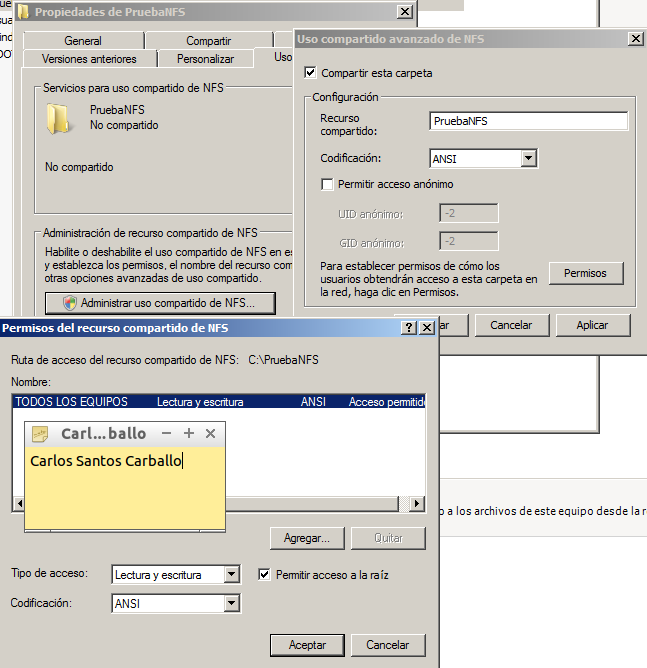 Propiedades de PruebaNFS
General
Compartir
Versiones anteriores
Personalizar
Uso
Servicios para uso compartido de NFS
PruebaNFS
No compartido
No compartido
Administración de recurso compartido de NFS
Habilite o deshabilite el uso compartido de NFS en es
y establezca los permisos, el nombre del recurso com
otras opciones avanzadas de uso compartido.
Administrar uso compartido de NFS...
Uso compartido avanzado de NFS
Compartir esta carpeta
Configuración
Recurso
compartido:
PruebaNFS
Codificación:
ANSI
Permitir acceso anónimo
UID anónimo:
-2
GID anónimo:
-2
Para establecer permisos de cómo los
usuarios obtendrán acceso a esta carpeta en
la red, haga clic en Permisos.
Permisos
ar
Cancelar
Aplicar
Permisos del recurso compartido de NFS
Ruta de acceso del recurso compartido de NFS: C:\PruebaNFS
Nombre:
TODOS LOS EQUIPOS Lectura y escritura ANSI Acceso permitido
Carl...ballo
Carlos Santos Carballo
o a los archivos de este equipo desde la r
Agregar...
Quitar
Tipo de acceso:
Lectura y escritura
Permitir acceso a la raíz
Codificación:
ANSI
Aceptar
Cancelar